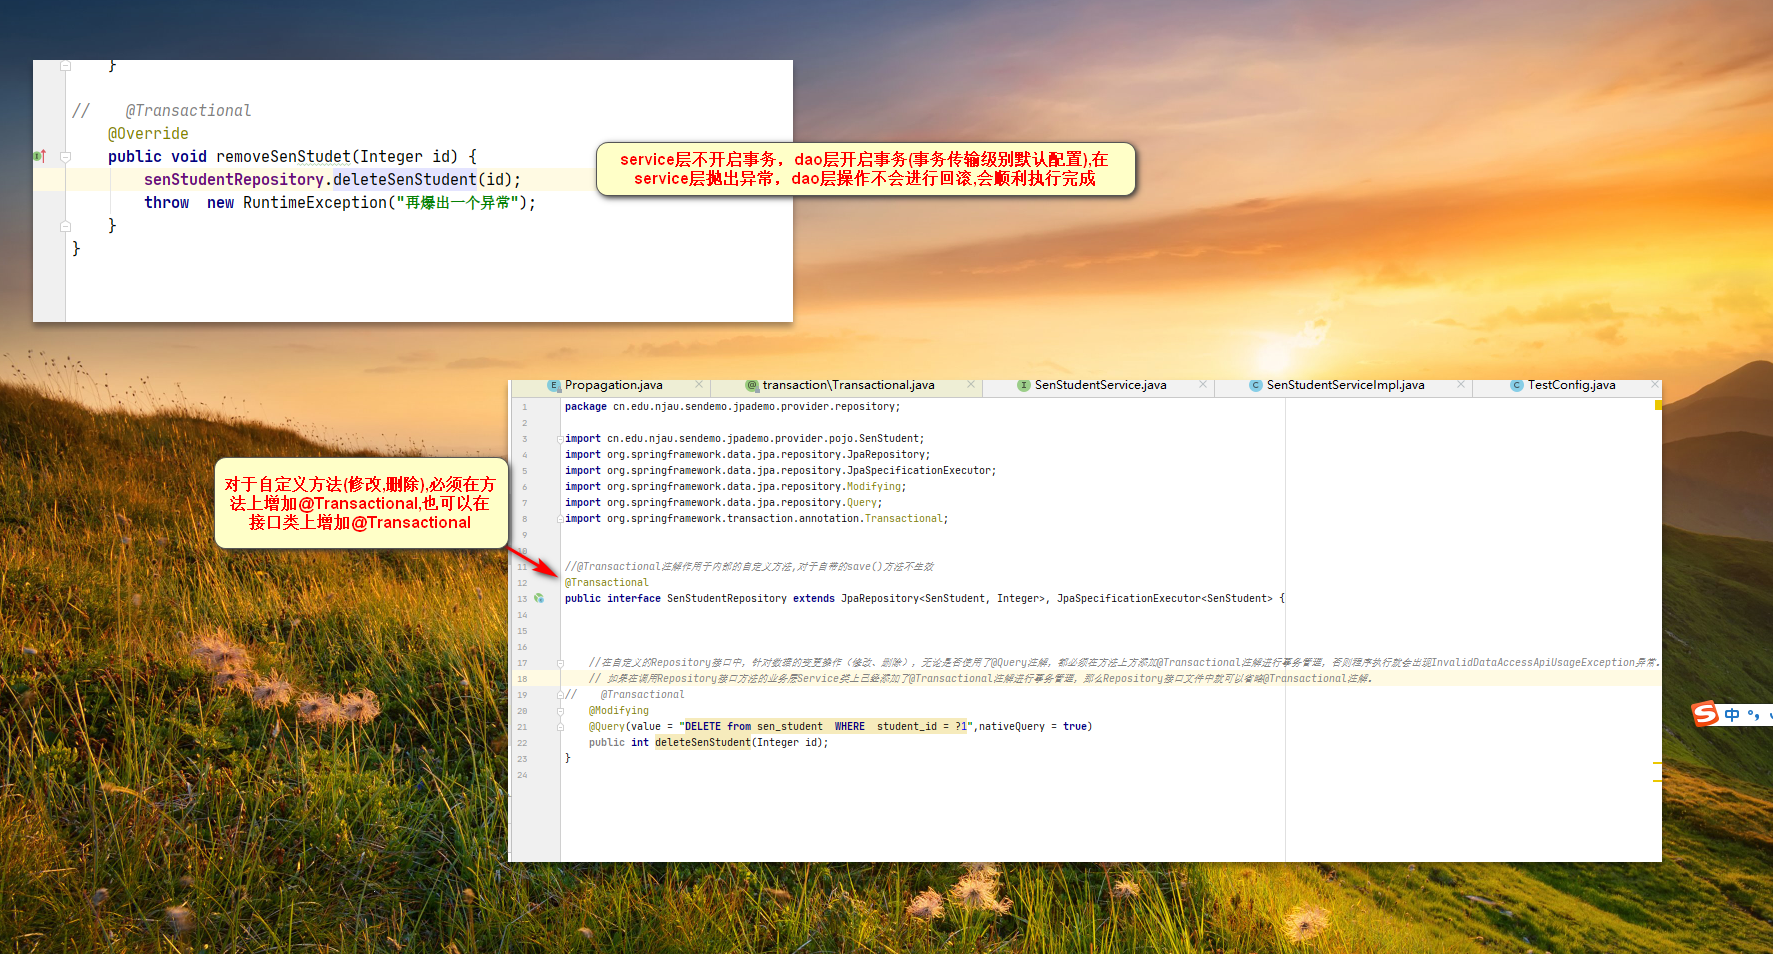 }
//    @Transactional
@Override
public void removeSenStudet(Integer id) {
senStudentRepository.deleteSenStudent(id);
throw  new RuntimeException("再爆出一个异常");
}
}
service层不开启事务，dao层开启事务(事务传输级别默认配置),在
service层抛出异常，dao层操作不会进行回滚,会顺利执行完成
Propagation.java
transaction\Transactional.java
SenStudentService.java
SenStudentServiceImpl.java
TestConfig.java
对于自定义方法(修改,删除),必须在方
法上增加@Transactional,也可以在
接口类上增加@Transactional
1 package cn.edu.njau.sendemo.jpademo.provider.repository;
2
3 import cn.edu.njau.sendemo.jpademo.provider.pojo.SenStudent;
4 import org.springframework.data.jpa.repository.JpaRepository;
5 import org.springframework.data.jpa.repository.JpaSpecificationExecutor;
6 import org.springframework.data.jpa.repository.Modifying;
7 import org.springframework.data.jpa.repository.Query;
8 import org.springframework.transaction.annotation.Transactional;
9
10
11 //@Transactional注解作用于内部的自定义方法,对于自带的save()方法不生效
12 @Transactional
13 public interface SenStudentRepository extends JpaRepository<SenStudent, Integer>, JpaSpecificationExecutor<SenStudent> {
14
15
16
17 //在自定义的Repository接口中，针对数据的变更操作（修改、删除），无论是否使用了@Query注解，都必须在方法上方添加@Transactional注解进行事务管理，否则程序执行就会出现InvalidDataAccessApiUsageException异常.
18 // 如果在调用Repository接口方法的业务层Service类上已经添加了@Transactional注解进行事务管理，那么Repository接口文件中就可以省略@Transactional注解.
19 //    @Transactional
20 @Modifying
21 @Query(value = "DELETE from sen_student  WHERE  student_id = ?1",nativeQuery = true)
22 public int deleteSenStudent(Integer id);
23 }
24
中 °,